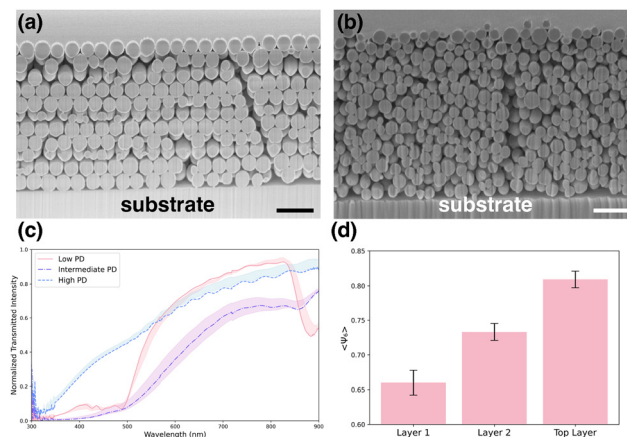 (a)
substrate
(b)
substrate
(c)
Low PD
Intermediate PD
High PD
Normalized Transmitted Intensity
1.0
0.8
0.6
0.4
0.2
0.0
300
400
500
600
700
800
900
Wavelength (nm)
(d)
<Ψ₆>
0.85
0.80
0.75
0.70
0.65
0.60
Layer 1
Layer 2
Top Layer